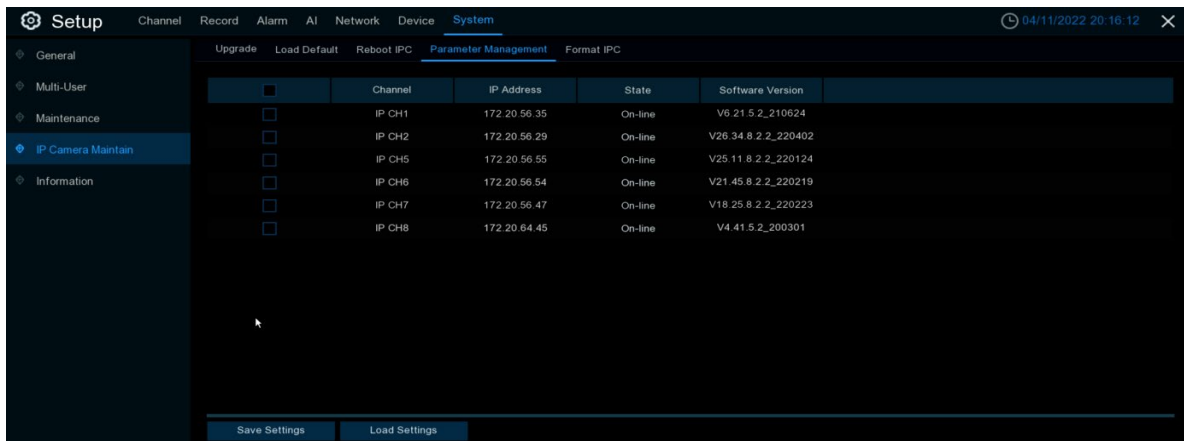 Setup Channel Record Alarm AI Network Device System 04/11/2022 20:16:12
General
Multi-User
Maintenance
IP Camera Maintain
Information
Upgrade Load Default Reboot IPC Parameter Management Format IPC
Channel IP Address State Software Version
IP CH1 172.20.56.35 On-line V6.21.5.2_210624
IP CH2 172.20.56.29 On-line V26.34.8.2.2_220402
IP CH5 172.20.56.55 On-line V25.11.8.2.2_220124
IP CH6 172.20.56.54 On-line V21.45.8.2.2_220219
IP CH7 172.20.56.47 On-line V18.25.8.2.2_220223
IP CH8 172.20.64.45 On-line V4.41.5.2_200301
Save Settings Load Settings